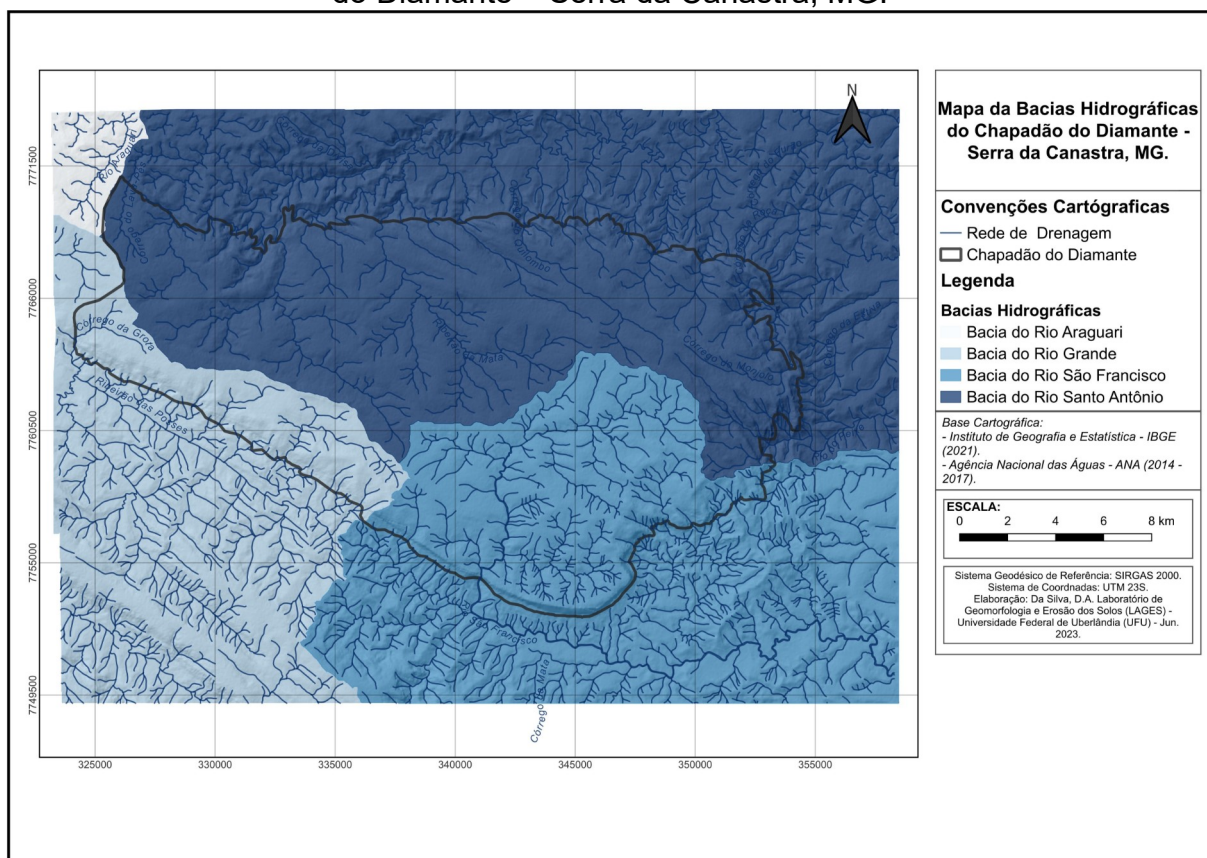 do Diamante – Serra da Canastra, MG.
N
Mapa da Bacias Hidrográficas
do Chapadão do Diamante -
Serra da Canastra, MG.
Convenções Cartógraficas
Rede de Drenagem
Chapadão do Diamante
Legenda
Bacias Hidrográficas
Bacia do Rio Araguari
Bacia do Rio Grande
Bacia do Rio São Francisco
Bacia do Rio Santo Antônio
Base Cartográfica:
- Instituto de Geografia e Estatística - IBGE
(2021).
- Agência Nacional das Águas - ANA (2014 -
2017).
ESCALA:
0 2 4 6 8 km
Sistema Geodésico de Referência: SIRGAS 2000.
Sistema de Coordnadas: UTM 23S.
Elaboração: Da Silva, D.A. Laboratório de
Geomorfologia e Erosão dos Solos (LAGES) -
Universidade Federal de Uberlândia (UFU) - Jun.
2023.
7771500
7766000
7760500
7755000
7749500
Rio Araguari
Córrego da Grota
Ribeirão das Posses
Ribeirão da Mata
São Francisco
Córrego da Mata
325000 330000 335000 340000 345000 350000 355000